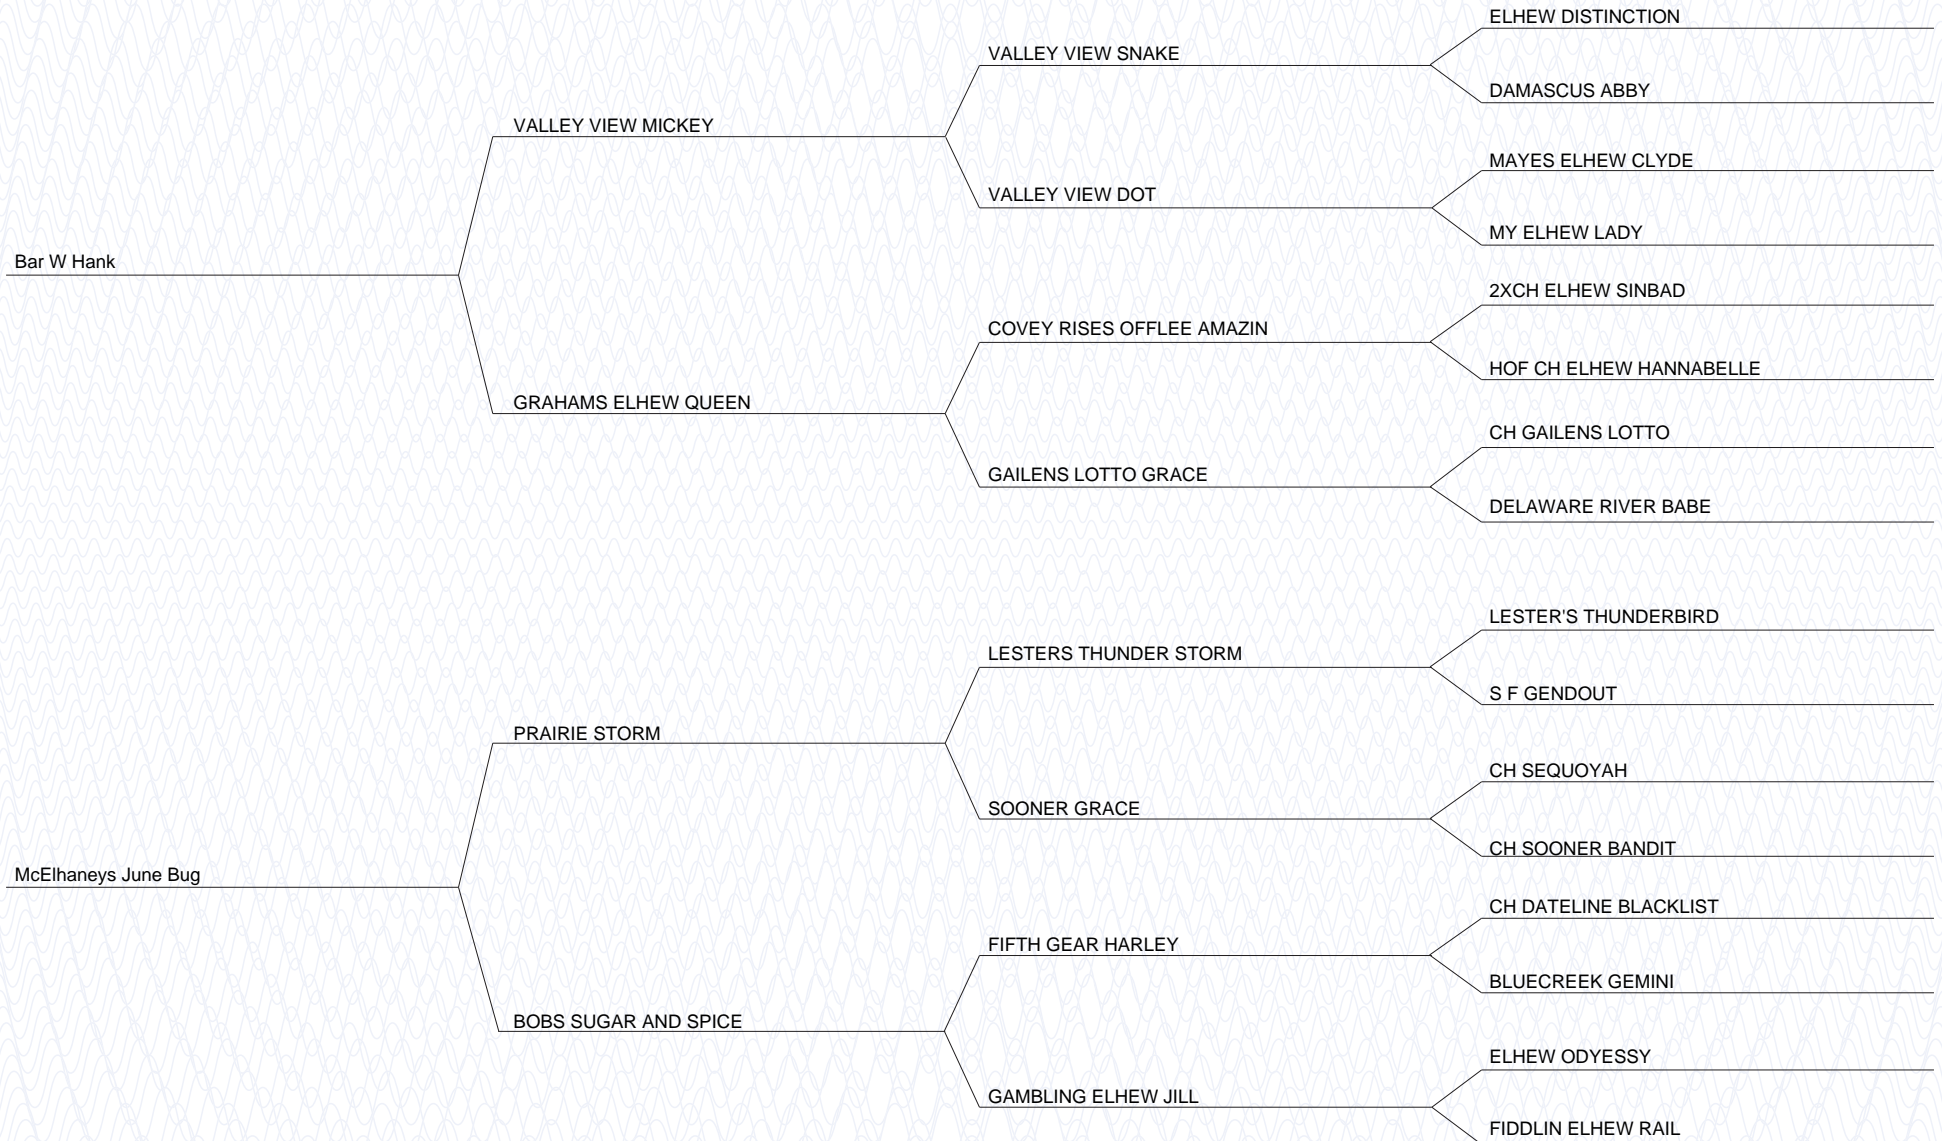 ELHEW DISTINCTION
VALLEY VIEW SNAKE
DAMASCUS ABBY
VALLEY VIEW MICKEY
MAYES ELHEW CLYDE
VALLEY VIEW DOT
MY ELHEW LADY
Bar W Hank
2XCH ELHEW SINBAD
COVEY RISES OFFLEE AMAZIN
HOF CH ELHEW HANNABELLE
GRAHAMS ELHEW QUEEN
CH GAILENS LOTTO
GAILENS LOTTO GRACE
DELAWARE RIVER BABE
LESTER'S THUNDERBIRD
LESTERS THUNDER STORM
S F GENDOUT
PRAIRIE STORM
CH SEQUOYAH
SOONER GRACE
CH SOONER BANDIT
McElhaneys June Bug
CH DATELINE BLACKLIST
FIFTH GEAR HARLEY
BLUECREEK GEMINI
BOBS SUGAR AND SPICE
ELHEW ODYESSY
GAMBLING ELHEW JILL
FIDDLIN ELHEW RAIL